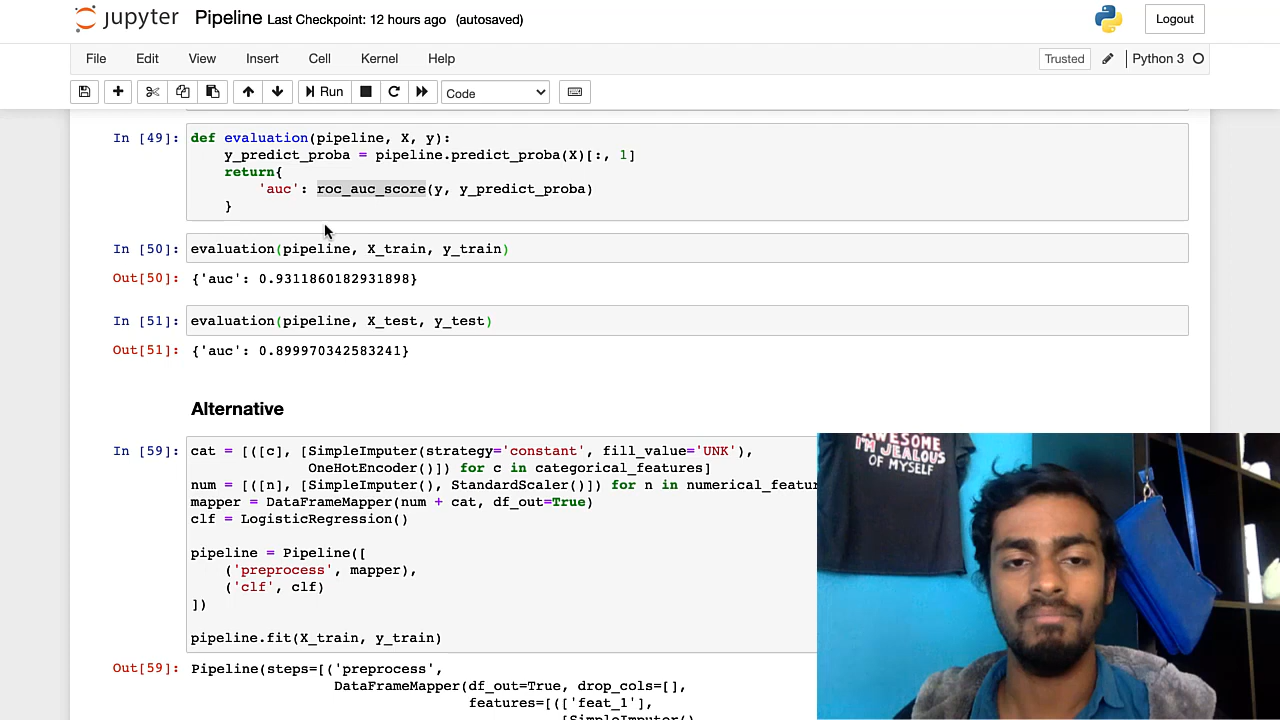 jupyter Pipeline Last Checkpoint: 12 hours ago (autosaved)
Logout
File Edit View Insert Cell Kernel Help
Trusted Python 3
Run Code
In [49]: def evaluation(pipeline, X, y):
y_predict_proba = pipeline.predict_proba(X)[:, 1]
return{
'auc': roc_auc_score(y, y_predict_proba)
}
In [50]: evaluation(pipeline, X_train, y_train)
Out[50]: {'auc': 0.9311860182931898}
In [51]: evaluation(pipeline, X_test, y_test)
Out[51]: {'auc': 0.899970342583241}
Alternative
In [59]: cat = [([c], [SimpleImputer(strategy='constant', fill_value='UNK'),
OneHotEncoder()]) for c in categorical_features]
num = [([n], [SimpleImputer(), StandardScaler()]) for n in numerical_featur
mapper = DataFrameMapper(num + cat, df_out=True)
clf = LogisticRegression()
pipeline = Pipeline([
('preprocess', mapper),
('clf', clf)
])
pipeline.fit(X_train, y_train)
Out[59]: Pipeline(steps=[('preprocess',
DataFrameMapper(df_out=True, drop_cols=[],
features=[(['feat_1'],
[SimpleImputer()
AWESOME
I'M JEALOUS
OF MYSELF